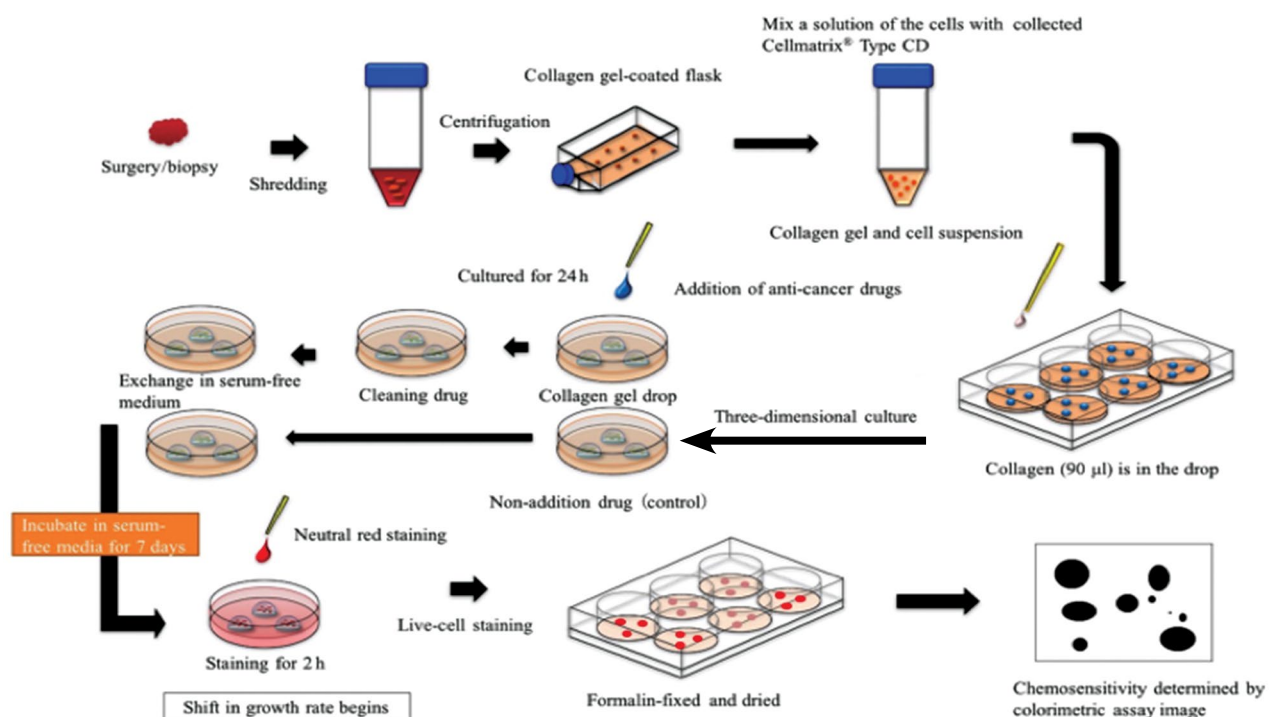 Mix a solution of the cells with collected
Cellmatrix® Type CD
Collagen gel-coated flask
Centrifugation
Surgery/biopsy
Shredding
Collagen gel and cell suspension
Cultured for 24 h
Addition of anti-cancer drugs
Exchange in serum-free
medium
Cleaning drug
Collagen gel drop
Three-dimensional culture
Collagen (90 µl) is in the drop
Non-addition drug (control)
Incubate in serum-
free media for 7 days
Neutral red staining
Live-cell staining
Staining for 2 h
Formalin-fixed and dried
Shift in growth rate begins
Chemosensitivity determined by
colorimetric assay image